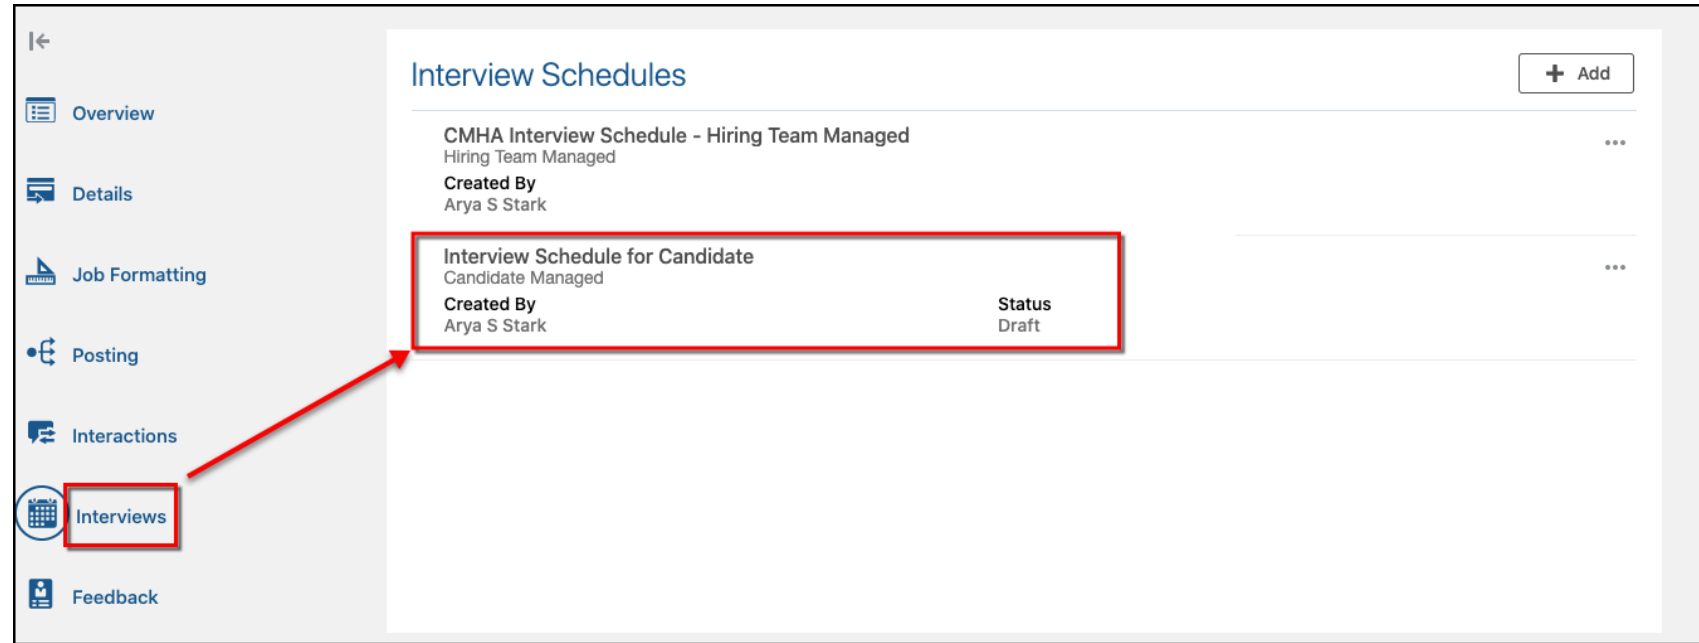 Overview
Details
Job Formatting
Posting
Interactions
Interviews
Feedback
Interview Schedules
Add
CMHA Interview Schedule - Hiring Team Managed
Hiring Team Managed
Created By
Arya S Stark
Interview Schedule for Candidate
Candidate Managed
Created By Status
Arya S Stark Draft